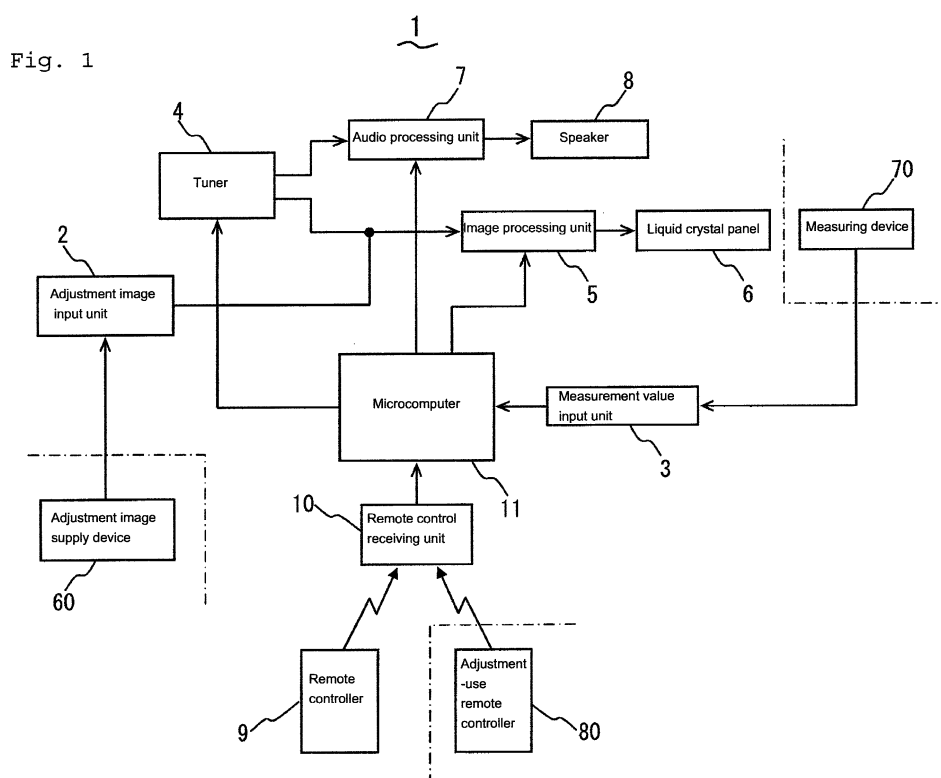 Fig. 1
1
7
8
4
Audio processing unit
Speaker
Tuner
70
2
Image processing unit
Liquid crystal panel
Measuring device
5
6
Adjustment image
input unit
Microcomputer
Measurement value
input unit
3
11
10
Adjustment image
supply device
Remote control
receiving unit
60
Remote
controller
Adjustment
-use
remote
controller
9
80